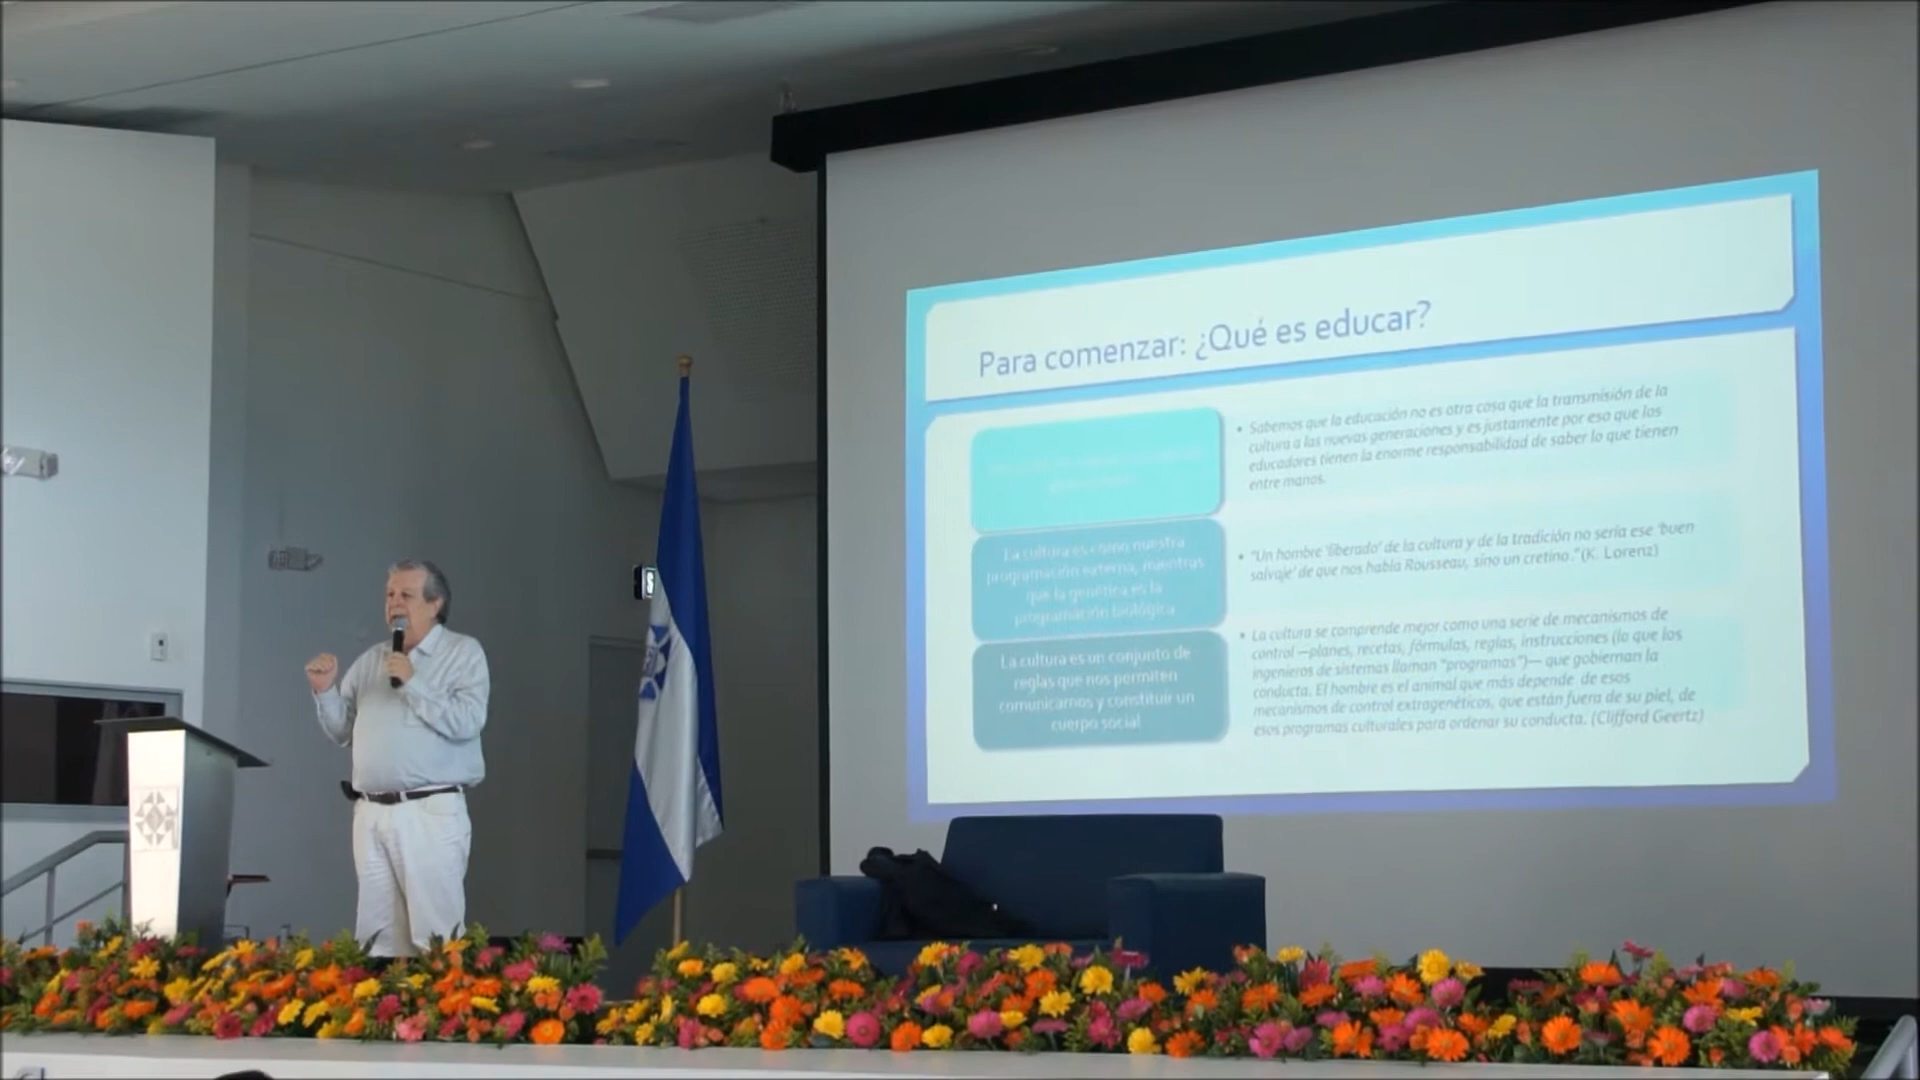 Para comenzar: ¿Qué es educar?
• Sabemos que la educación no es otra cosa que la transmisión de la
cultura a las nuevas generaciones y es justamente por eso que los
educadores tienen la enorme responsabilidad de saber lo que tienen
entre manos.
La cultura es como nuestra
programación externa, mientras
que la genética es la
programación biológica
• "Un hombre 'liberado' de la cultura y de la tradición no sería ese 'buen
salvaje' de que nos habla Rousseau, sino un cretino." (K. Lorenz)
La cultura es un conjunto de
reglas que nos permiten
comunicarnos y constituir un
cuerpo social
• La cultura se comprende mejor como una serie de mecanismos de
control —planes, recetas, fórmulas, reglas, instrucciones (lo que los
ingenieros de sistemas llaman "programas")— que gobiernan la
conducta. El hombre es el animal que más depende de esos
mecanismos de control extragenéticos, que están fuera de su piel, de
esos programas culturales para ordenar su conducta. (Clifford Geertz)